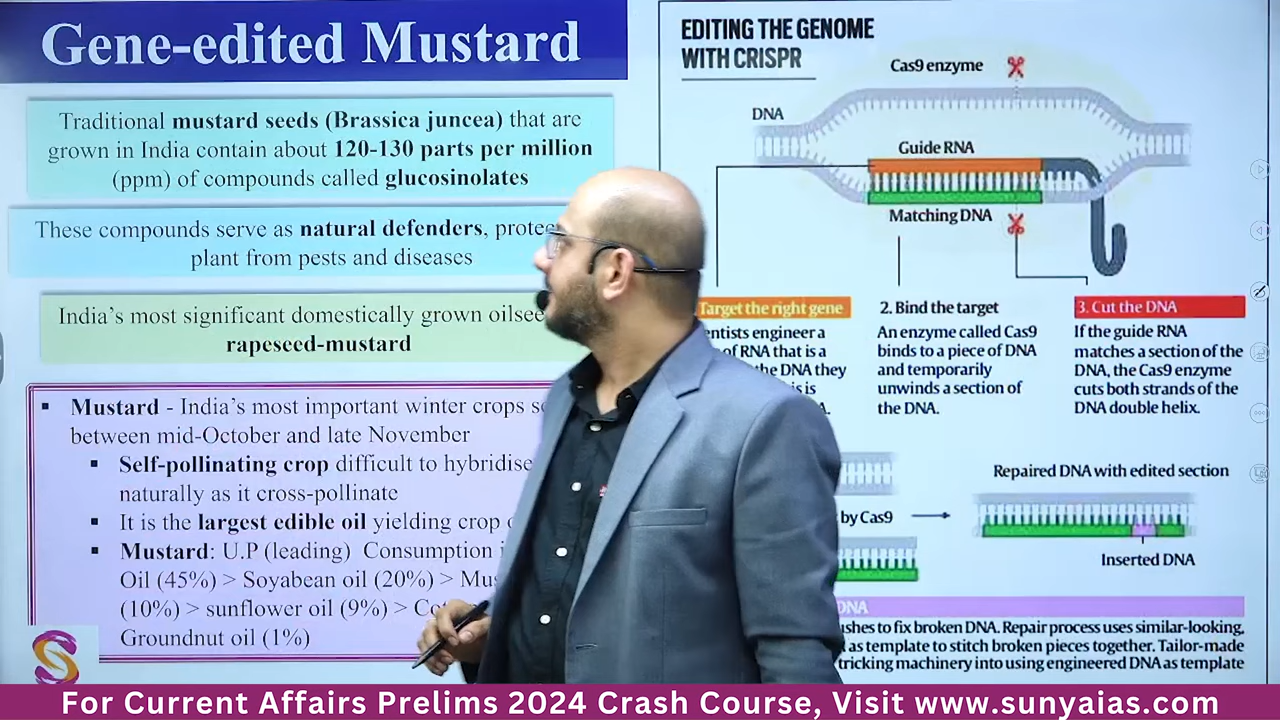 Gene-edited Mustard
Traditional mustard seeds (Brassica juncea) that are
grown in India contain about 120-130 parts per million
(ppm) of compounds called glucosinolates
These compounds serve as natural defenders,
plant from pests and diseases
India's most significant domestically grown
rapeseed-mustard
▪ Mustard - India's most important winter crops
between mid-October and late November
▪ Self-pollinating crop difficult to hybridise
naturally as it cross-pollinate
▪ It is the largest edible oil yielding crop
▪ Mustard: U.P (leading) Consumption
Oil (45%) > Soyabean oil (20%) >
(10%) > sunflower oil (9%) >
Groundnut oil (1%)
EDITING THE GENOME
WITH CRISPR
Cas9 enzyme
DNA
Guide RNA
Matching DNA
Target the right gene
engineer a
of RNA that is a
the DNA they
is
2. Bind the target
An enzyme called Cas9
binds to a piece of DNA
and temporarily
unwinds a section of
the DNA.
3. Cut the DNA
If the guide RNA
matches a section of the
DNA, the Cas9 enzyme
cuts both strands of the
DNA double helix.
by Cas9
Repaired DNA with edited section
Inserted DNA
DNA
to fix broken DNA. Repair process uses similar-looking,
as template to stitch broken pieces together. Tailor-made
tricking machinery into using engineered DNA as template
For Current Affairs Prelims 2024 Crash Course, Visit www.sunyaias.com